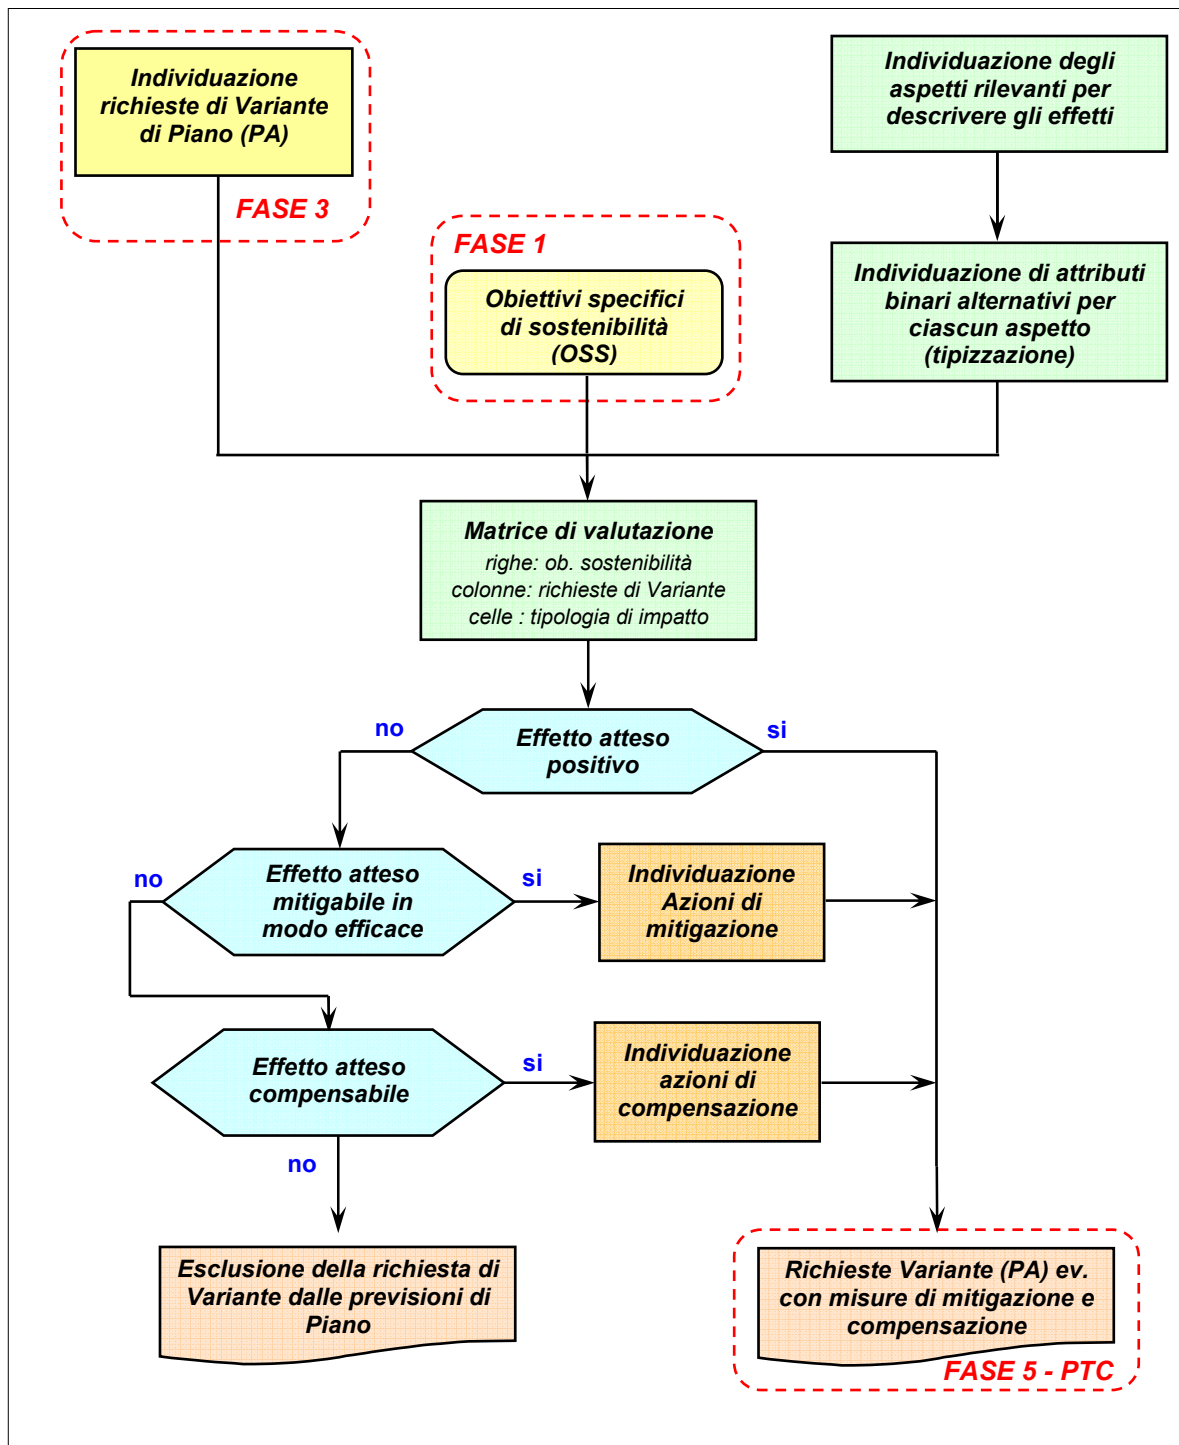 Individuazione
richieste di Variante
di Piano (PA)
FASE 3
Individuazione degli
aspetti rilevanti per
descrivere gli effetti
FASE 1
Obiettivi specifici
di sostenibilità
(OSS)
Individuazione di attributi
binari alternativi per
ciascun aspetto
(tipizzazione)
Matrice di valutazione
righe: ob. sostenibilità
colonne: richieste di Variante
celle : tipologia di impatto
no
Effetto atteso
positivo
si
no
Effetto atteso
mitigabile in
modo efficace
si
Individuazione
Azioni di
mitigazione
Effetto atteso
compensabile
si
Individuazione
azioni di
compensazione
no
Esclusione della richiesta di
Variante dalle previsioni di
Piano
Richieste Variante (PA) ev.
con misure di mitigazione e
compensazione
FASE 5 - PTC